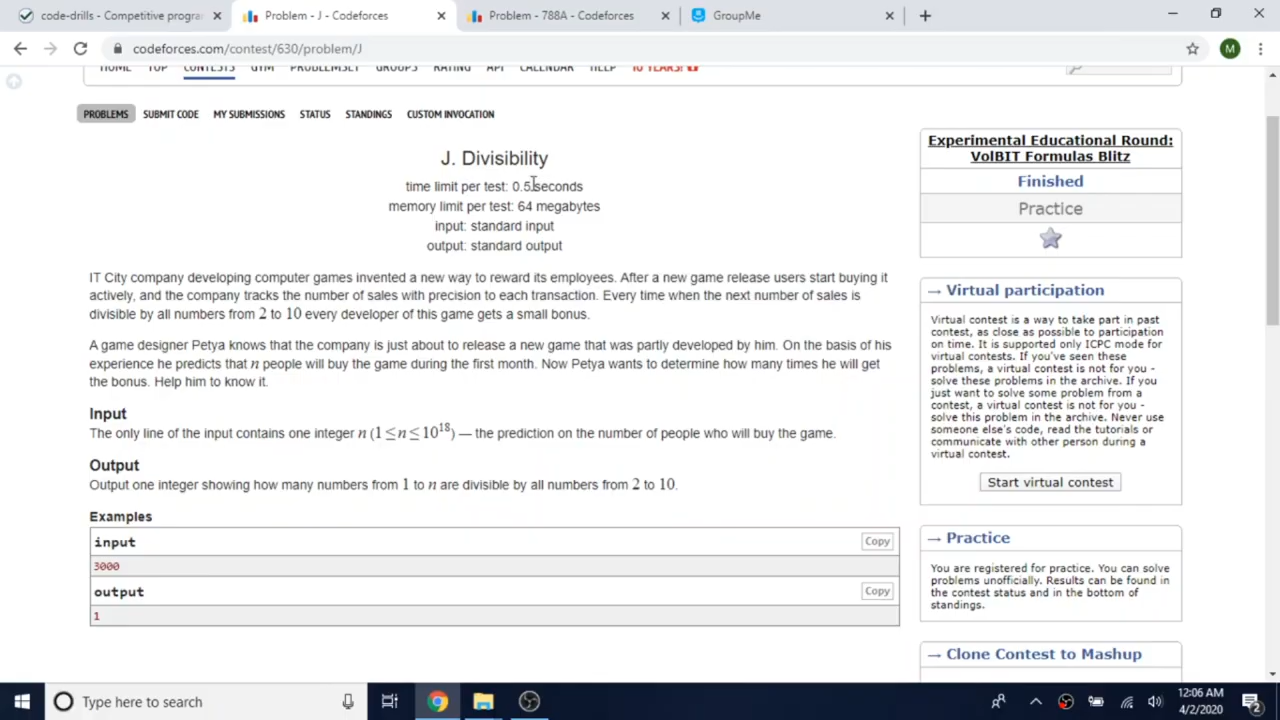 code-drills - Competitive progra
Problem - J - Codeforces
Problem - 788A - Codeforces
GroupMe
codeforces.com/contest/630/problem/J
M
HOME TOP CONTESTS GYM PROBLEMSET GROUPS RATING API CALENDAR HELP 10 YEARS!
PROBLEMS SUBMIT CODE MY SUBMISSIONS STATUS STANDINGS CUSTOM INVOCATION
J. Divisibility
time limit per test: 0.5 seconds
memory limit per test: 64 megabytes
input: standard input
output: standard output
IT City company developing computer games invented a new way to reward its employees. After a new game release users start buying it
actively, and the company tracks the number of sales with precision to each transaction. Every time when the next number of sales is
divisible by all numbers from 2 to 10 every developer of this game gets a small bonus.
A game designer Petya knows that the company is just about to release a new game that was partly developed by him. On the basis of his
experience he predicts that n people will buy the game during the first month. Now Petya wants to determine how many times he will get
the bonus. Help him to know it.
Input
The only line of the input contains one integer n (1 ≤ n ≤ 10^18) — the prediction on the number of people who will buy the game.
Output
Output one integer showing how many numbers from 1 to n are divisible by all numbers from 2 to 10.
Examples
input
Copy
3000
output
Copy
1
Experimental Educational Round:
VolBIT Formulas Blitz
Finished
Practice
→ Virtual participation
Virtual contest is a way to take part in past
contest, as close as possible to participation
on time. It is supported only ICPC mode for
virtual contests. If you've seen these
problems, a virtual contest is not for you -
solve these problems in the archive. If you
just want to solve some problem from a
contest, a virtual contest is not for you -
solve this problem in the archive. Never use
someone else's code, read the tutorials or
communicate with other person during a
virtual contest.
Start virtual contest
→ Practice
You are registered for practice. You can solve
problems unofficially. Results can be found in
the contest status and in the bottom of
standings.
→ Clone Contest to Mashup
Type here to search
12:06 AM
4/2/2020
2